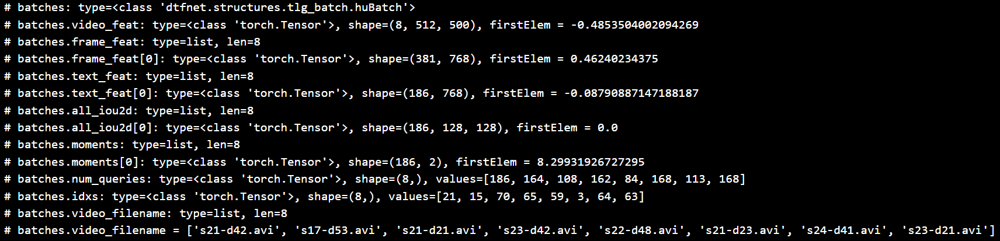 # batches: type=<class 'dtfnet.structures.tlg_batch.huBatch'>
# batches.video_feat: type=<class 'torch.Tensor'>, shape=(8, 512, 500), firstElem = -0.4853504002094269
# batches.frame_feat: type=list, len=8
# batches.frame_feat[0]: type=<class 'torch.Tensor'>, shape=(381, 768), firstElem = 0.46240234375
# batches.text_feat: type=list, len=8
# batches.text_feat[0]: type=<class 'torch.Tensor'>, shape=(186, 768), firstElem = -0.08790887147188187
# batches.all_iou2d: type=list, len=8
# batches.all_iou2d[0]: type=<class 'torch.Tensor'>, shape=(186, 128, 128), firstElem = 0.0
# batches.moments: type=list, len=8
# batches.moments[0]: type=<class 'torch.Tensor'>, shape=(186, 2), firstElem = 8.29931926727295
# batches.num_queries: type=<class 'torch.Tensor'>, shape=(8,), values=[186, 164, 108, 162, 84, 168, 113, 168]
# batches.idxs: type=<class 'torch.Tensor'>, shape=(8,), values=[21, 15, 70, 65, 59, 3, 64, 63]
# batches.video_filename: type=list, len=8
# batches.video_filename = ['s21-d42.avi', 's17-d53.avi', 's21-d21.avi', 's23-d42.avi', 's22-d48.avi', 's21-d23.avi', 's24-d41.avi', 's23-d21.avi']